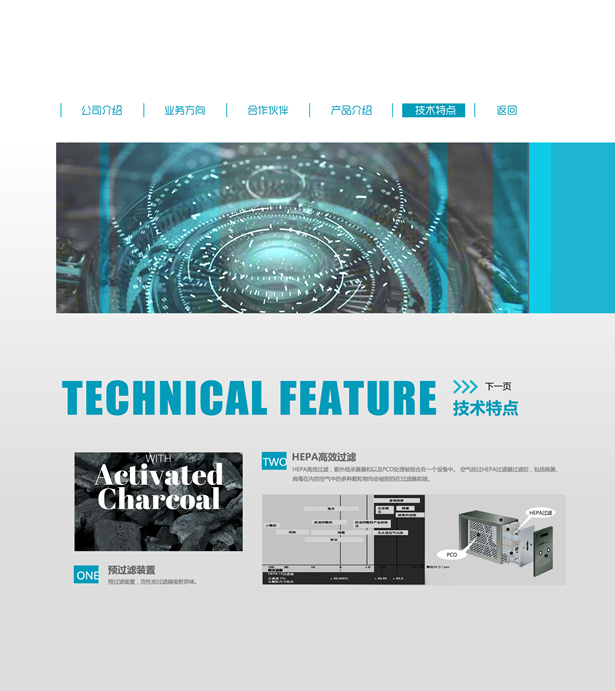 公司介绍
业务方向
合作伙伴
产品介绍
技术特点
返回
TECHNICAL FEATURE
下一页
技术特点
WITH
Activated
Charcoal
ONE
预过滤装置
预过滤装置，活性炭过滤器吸附异味。
TWO
HEPA高效过滤
HEPA高效过滤，紫外线杀菌器和以及PCO处理被组合在一个设备中。 空气经过HEPA过滤器过滤后，包括病菌、
病毒在内的空气中的多种颗粒物均会被阻挡在过滤器前端。
HEPA过滤
PCO